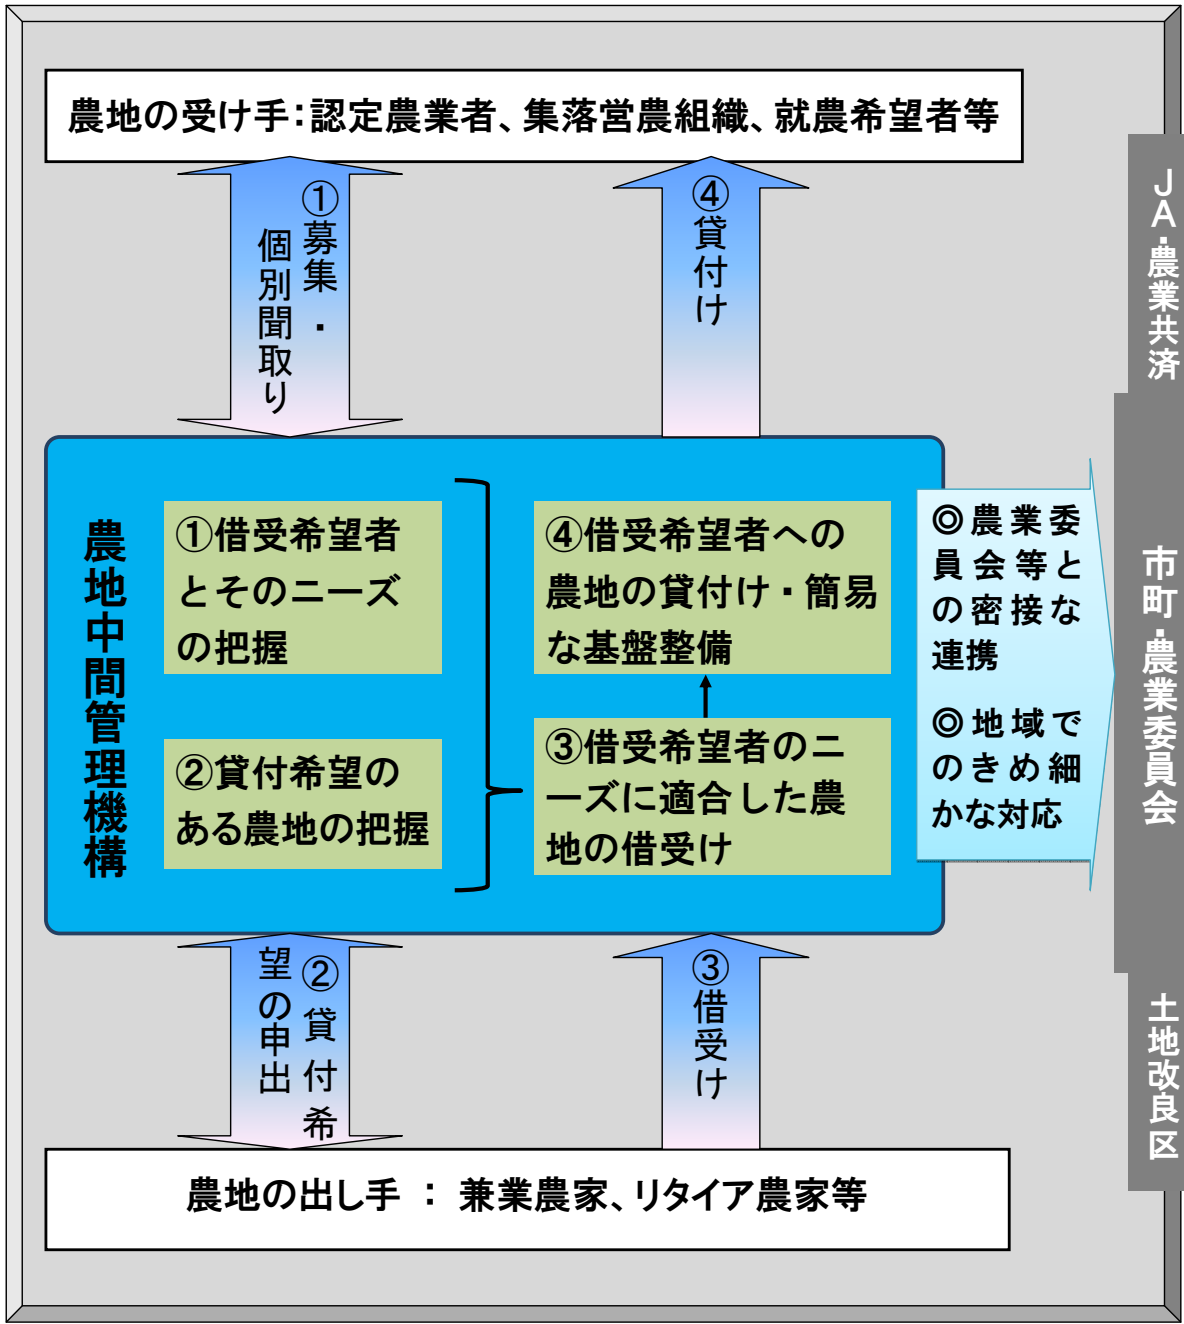 農地の受け手：認定農業者、集落営農組織、就農希望者等
①募集・
個別聞取り
④貸付け
農地中間管理機構
①借受希望者
とそのニーズ
の把握
②貸付希望の
ある農地の把握
④借受希望者への
農地の貸付け・簡易
な基盤整備
③借受希望者のニ
ーズに適合した農
地の借受け
◎農業委
員会等と
の密接な
連携
◎地域で
のきめ細
かな対応
②貸付希
望の申出
③借受け
農地の出し手 ： 兼業農家、リタイア農家等
ＪＡ・農業共済
市町・農業委員会
土地改良区